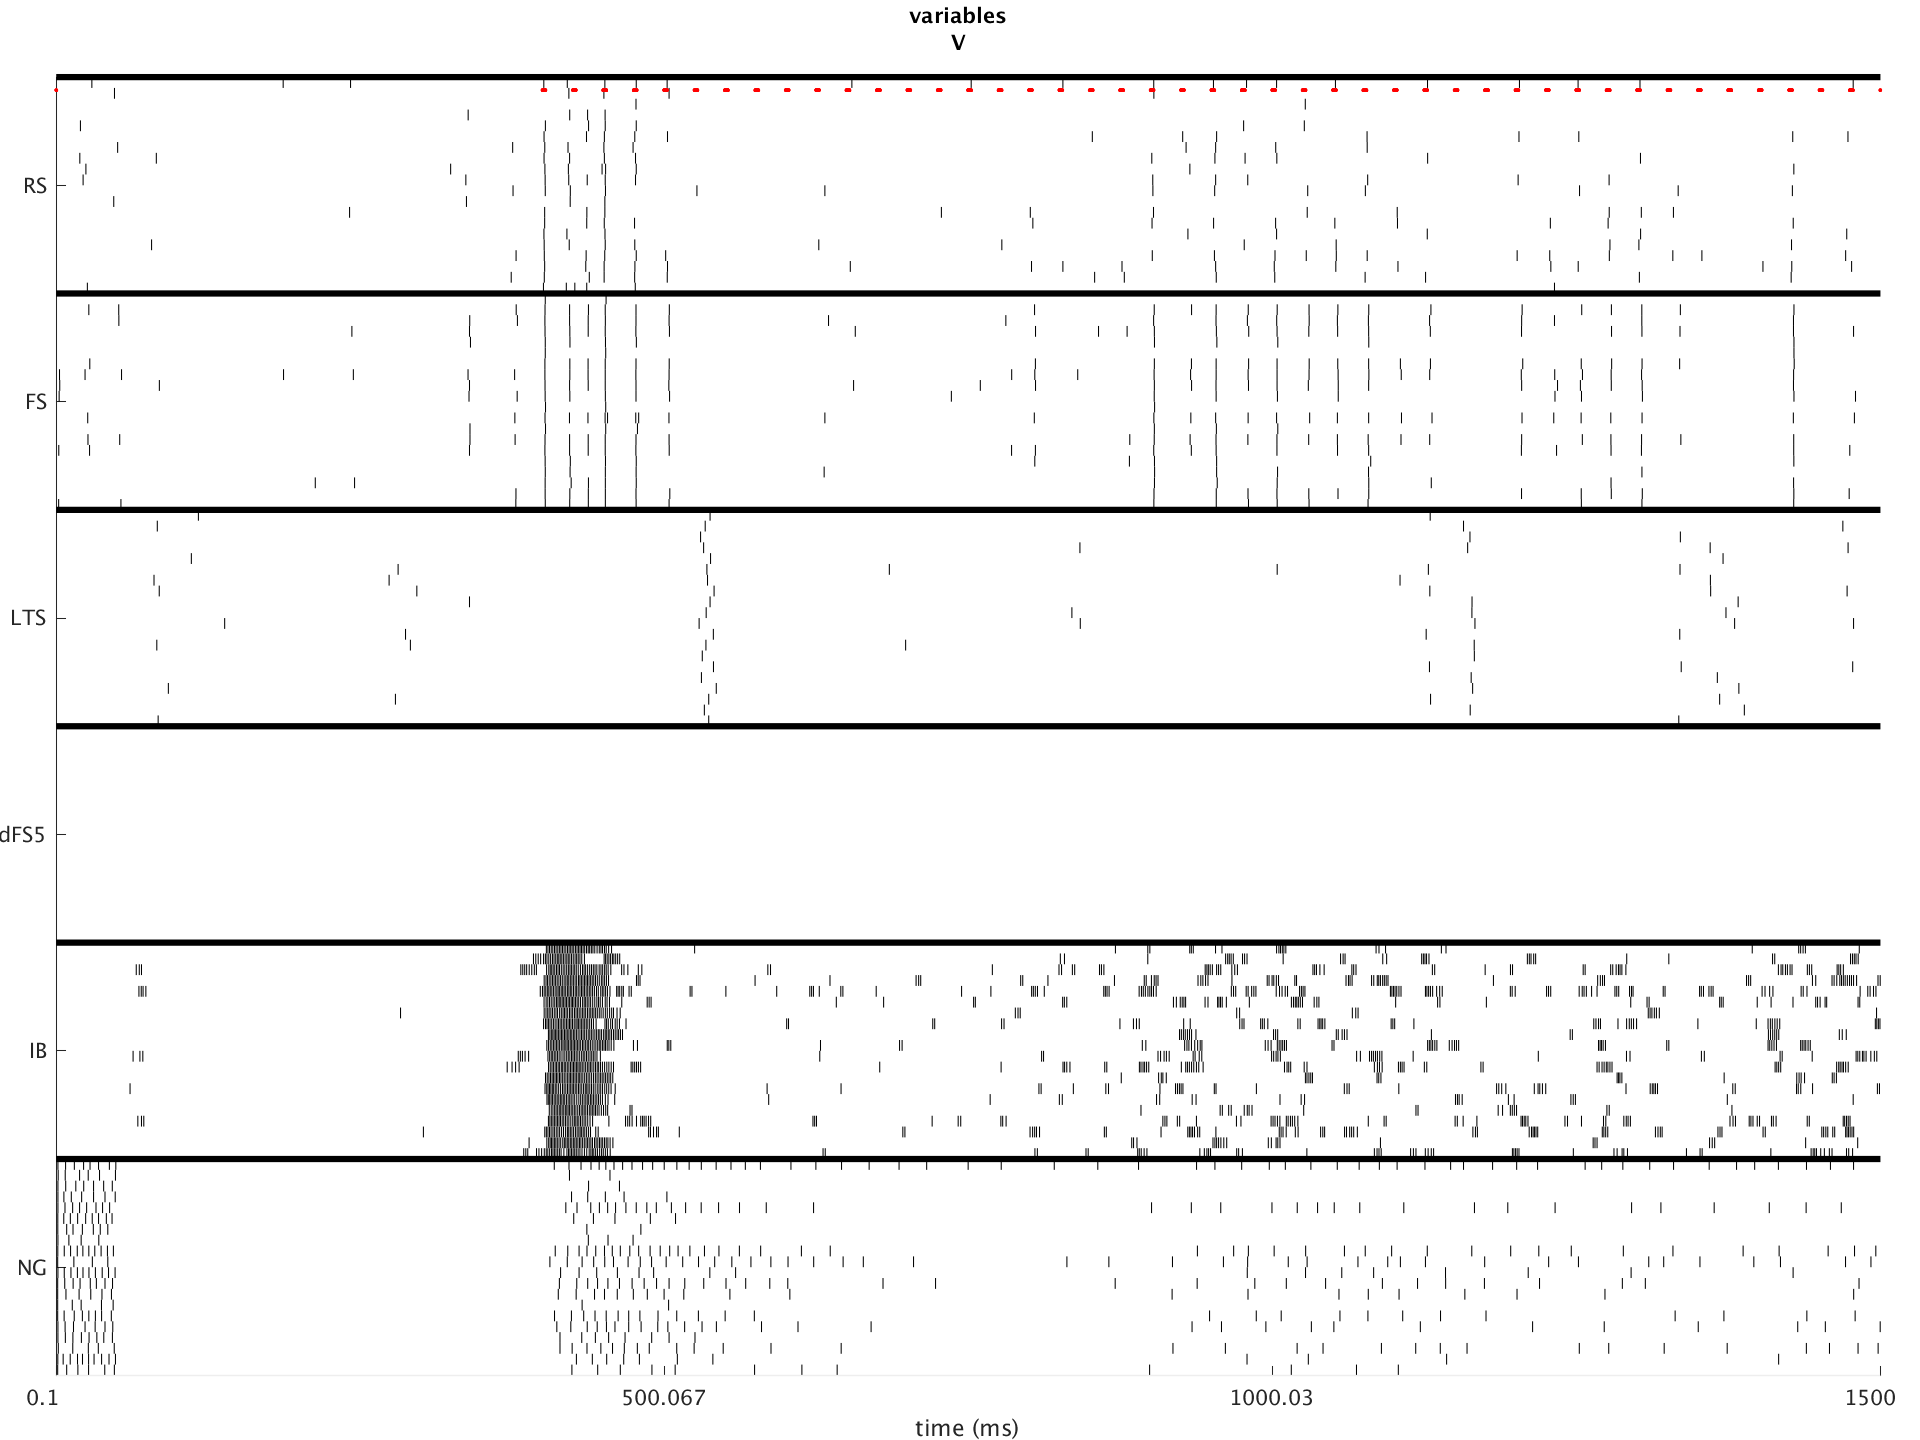 variables
V
RS
FS
LTS
dFS5
IB
NG
0.1
500.067
1000.03
1500
time (ms)